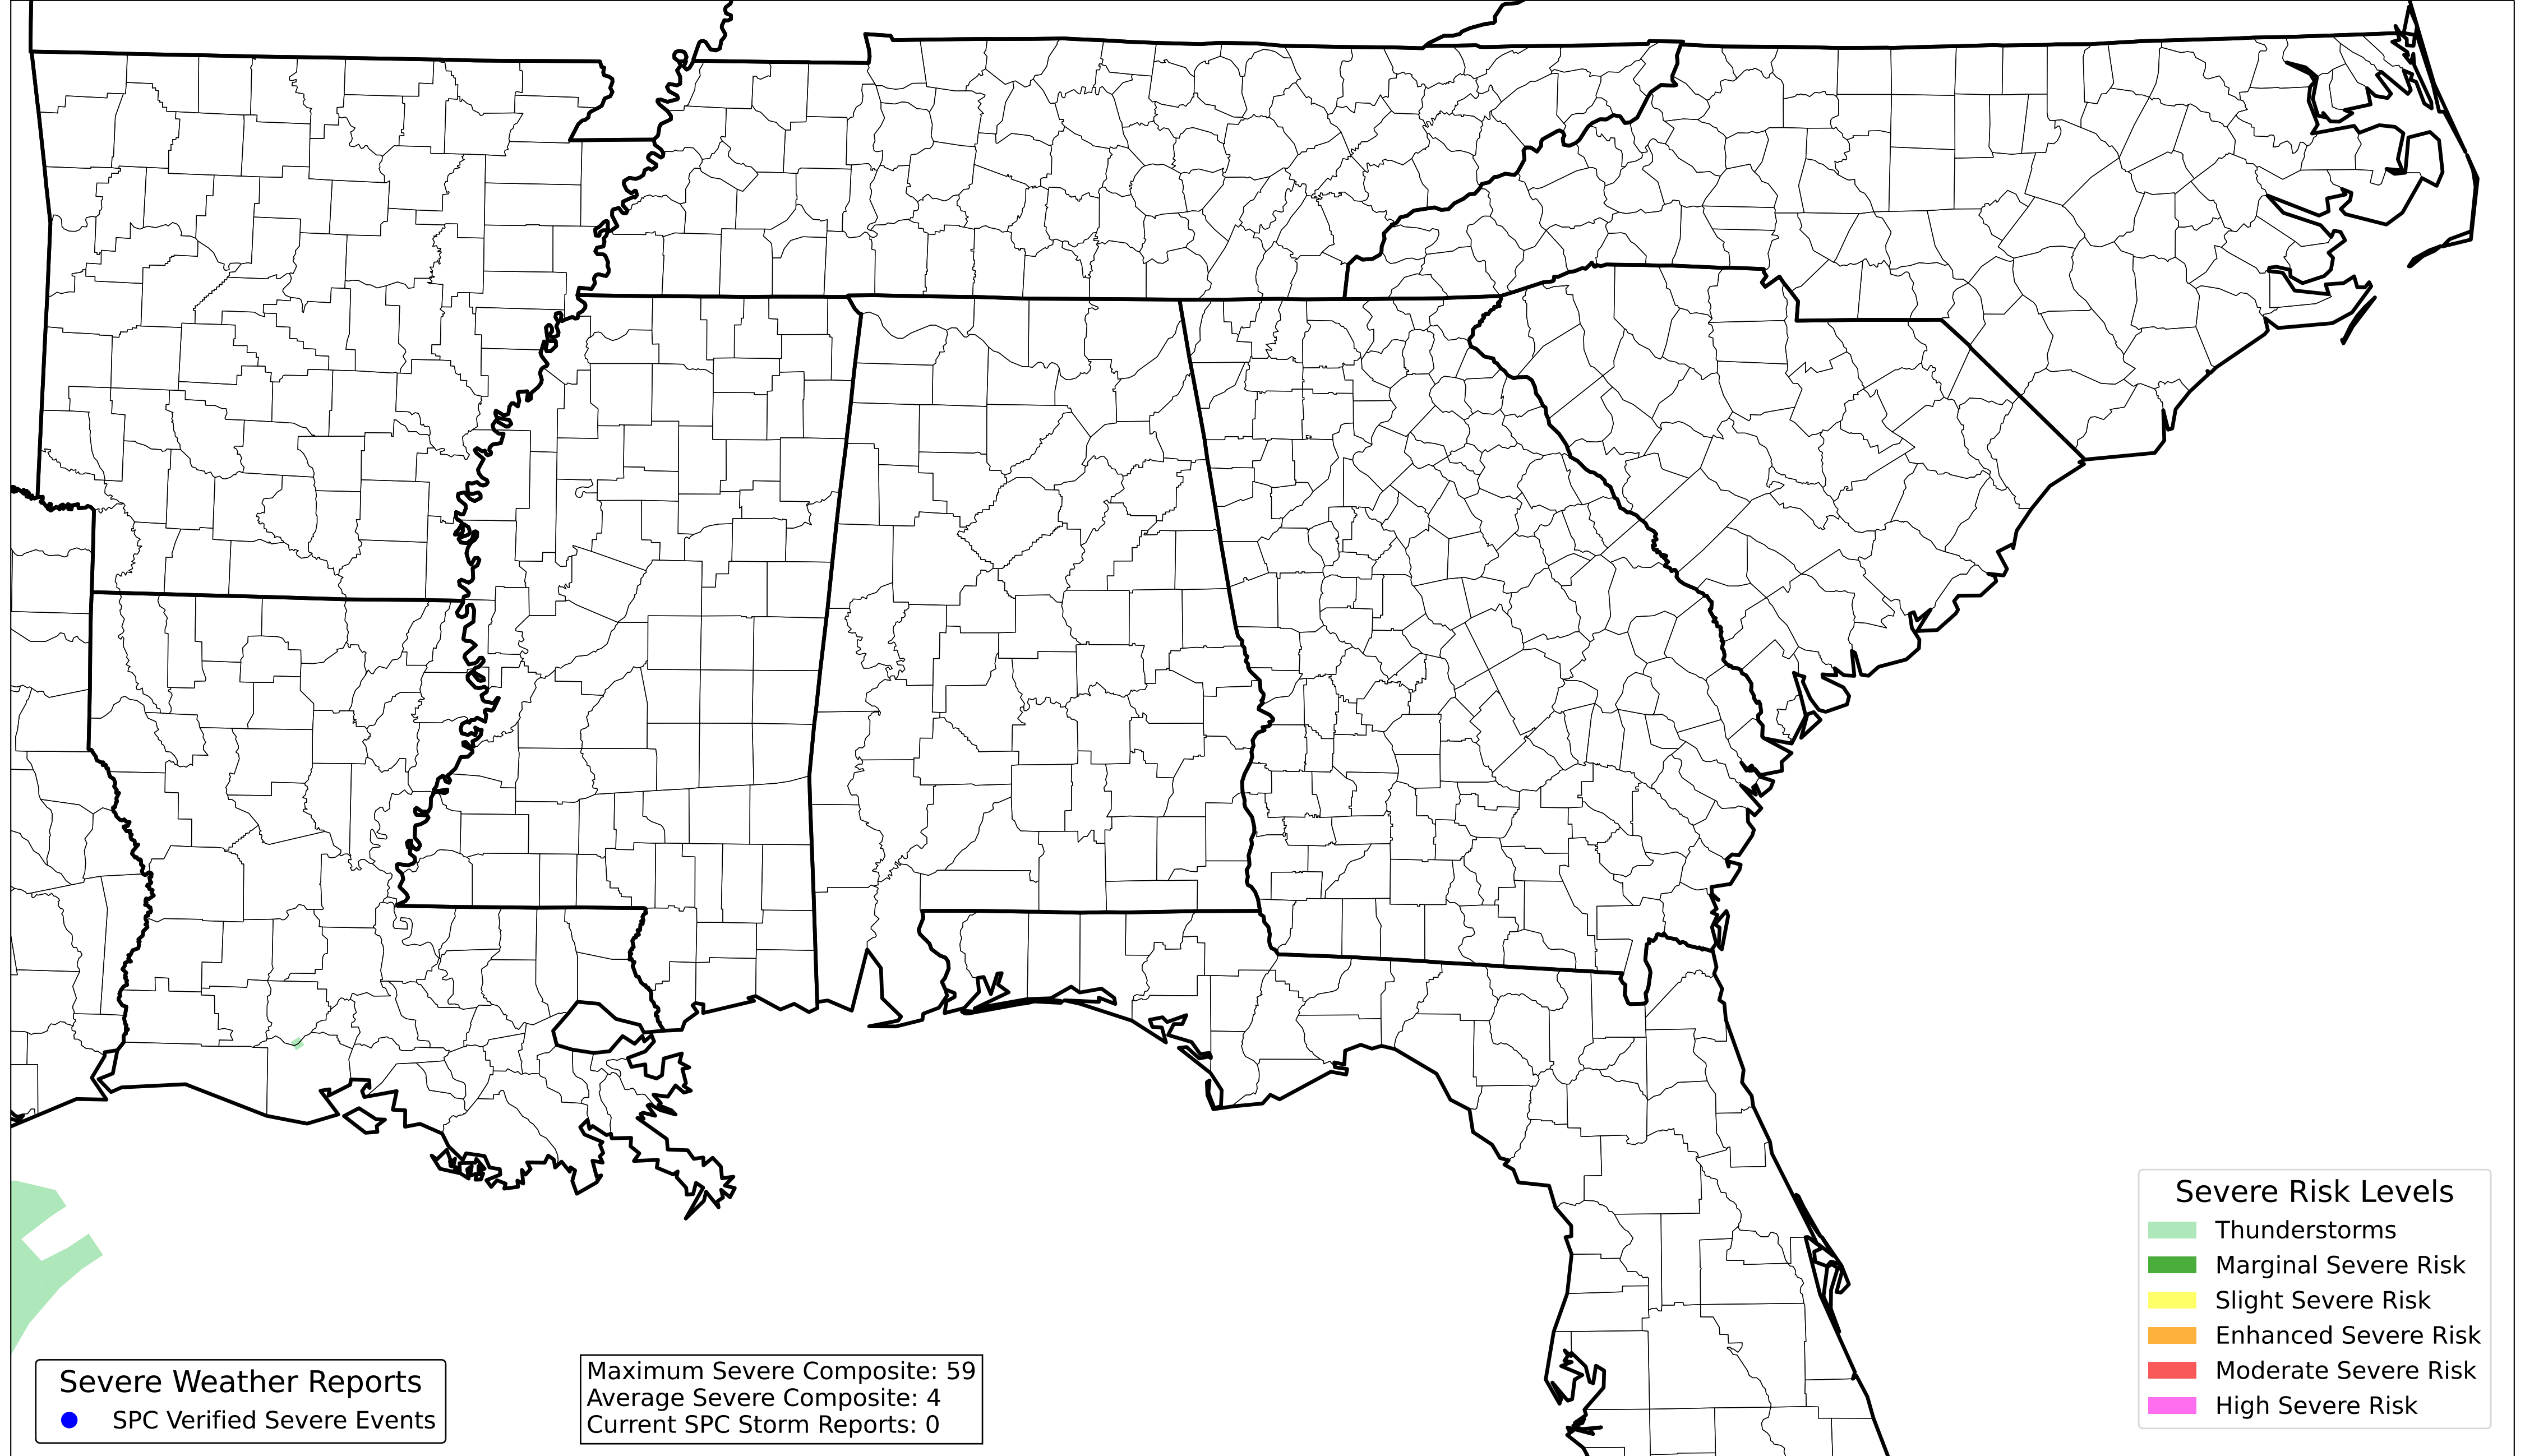 Severe Risk Levels
Thunderstorms
Marginal Severe Risk
Slight Severe Risk
Enhanced Severe Risk
Moderate Severe Risk
High Severe Risk
Severe Weather Reports
SPC Verified Severe Events
Maximum Severe Composite: 59
Average Severe Composite: 4
Current SPC Storm Reports: 0